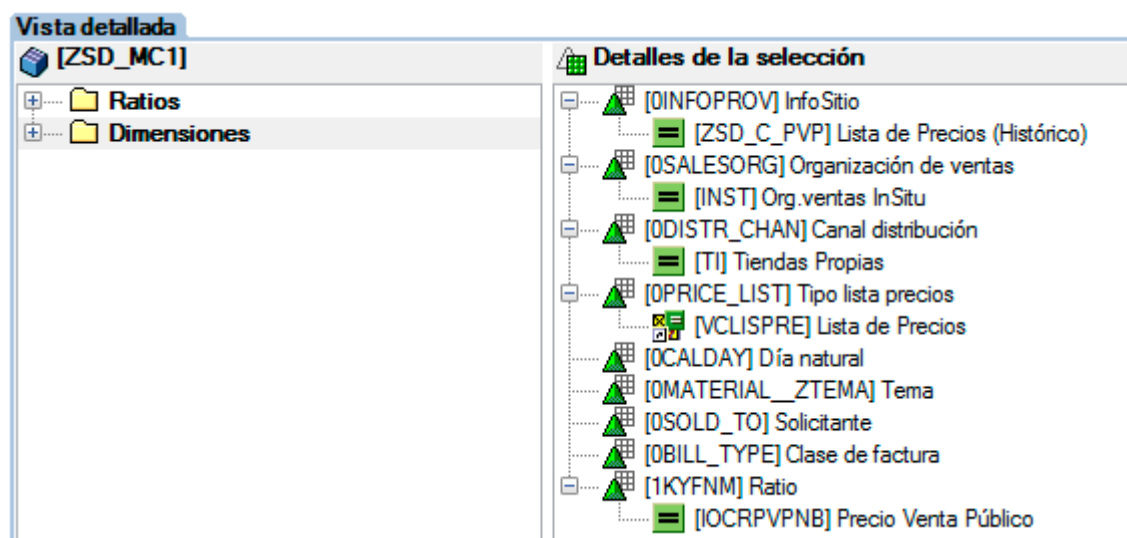 Vista detallada
[ZSD_MC1]
Ratios
Dimensiones
Detalles de la selección
[0INFOPROV] InfoSitio
[ZSD_C_PVP] Lista de Precios (Histórico)
[0SALESORG] Organización de ventas
[INST] Org.ventas InSitu
[0DISTR_CHAN] Canal distribución
[TI] Tiendas Propias
[0PRICE_LIST] Tipo lista precios
[VCLISPRE] Lista de Precios
[0CALDAY] Día natural
[0MATERIAL__ZTEMA] Tema
[0SOLD_TO] Solicitante
[0BILL_TYPE] Clase de factura
[1KYFNM] Ratio
[IOCRPVPNB] Precio Venta Público